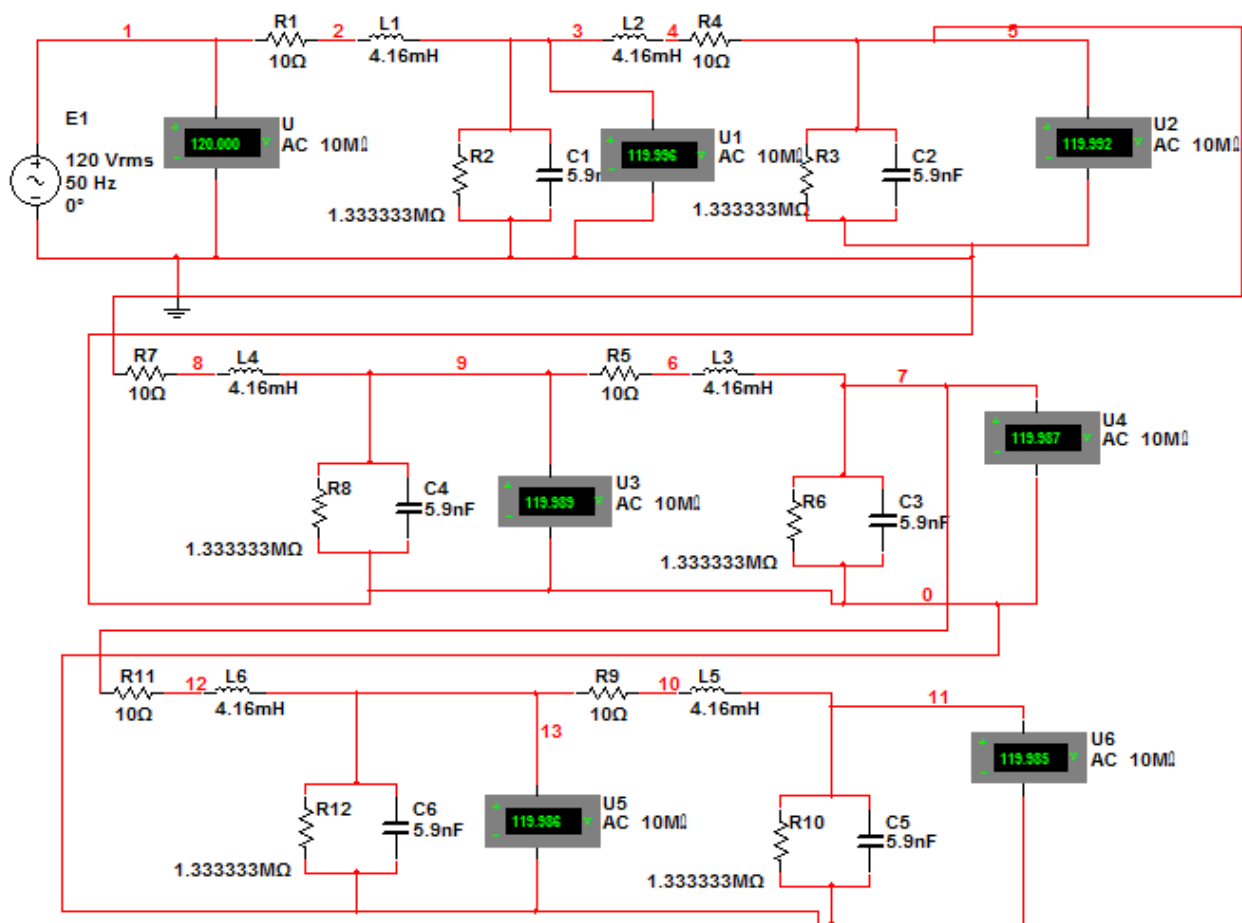 1
R1
2
L1
10Ω
4.16mH
3
L2
4
R4
4.16mH
10Ω
5
E1
120 Vrms
50 Hz
0°
120.000
U
AC 10MΩ
R2
1.333333MΩ
C1
5.9nF
119.996
U1
AC 10MΩ
R3
1.333333MΩ
C2
5.9nF
119.992
U2
AC 10MΩ
R7
10Ω
8
L4
4.16mH
9
R5
10Ω
6
L3
4.16mH
7
R8
1.333333MΩ
C4
5.9nF
119.989
U3
AC 10MΩ
R6
1.333333MΩ
C3
5.9nF
119.987
U4
AC 10MΩ
0
R11
10Ω
12
L6
4.16mH
13
R9
10Ω
10
L5
4.16mH
11
R12
1.333333MΩ
C6
5.9nF
119.986
U5
AC 10MΩ
R10
1.333333MΩ
C5
5.9nF
119.985
U6
AC 10MΩ